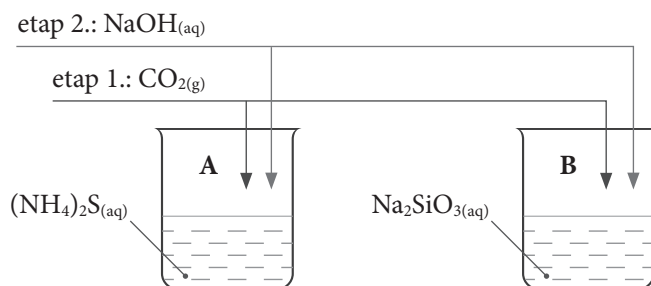 etap 2.: NaOH(aq)
etap 1.: CO2(g)
A
B
(NH4)2S(aq)
Na2SiO3(aq)